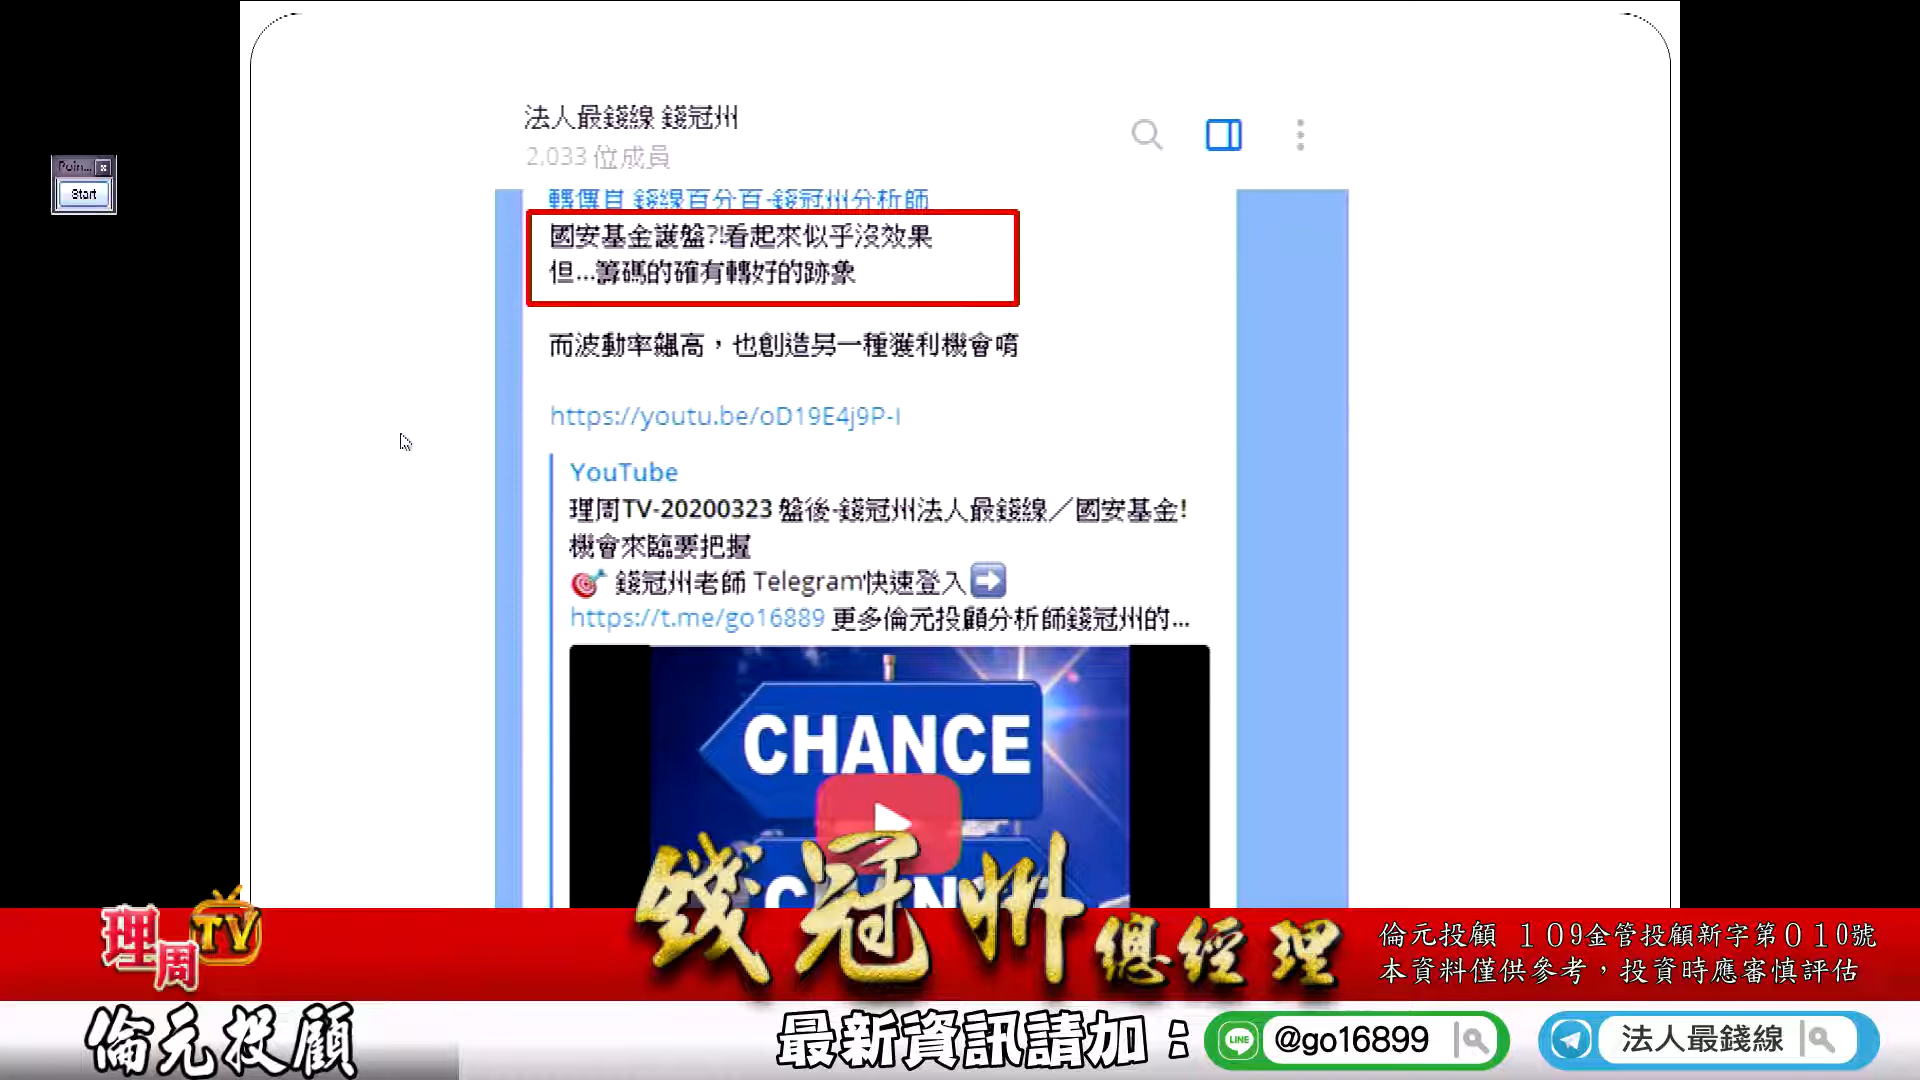 法人最錢線 錢冠州
2,033 位成員
Poin...
Start
轉傳自 錢線百分百-錢冠州分析師
國安基金護盤?!看起來似乎沒效果
但...籌碼的確有轉好的跡象
而波動率飆高，也創造另一種獲利機會唷
https://youtu.be/oD19E4j9P-I
YouTube
理周TV-20200323 盤後-錢冠州法人最錢線／國安基金!
機會來臨要把握
錢冠州老師 Telegram快速登入
https://t.me/go16889 更多倫元投顧分析師錢冠州的...
CHANCE
理周TV
錢冠州 總經理
倫元投顧 １０9金管投顧新字第０１0號
本資料僅供參考，投資時應審慎評估
倫元投顧
最新資訊請加：
LINE
@go16899
法人最錢線